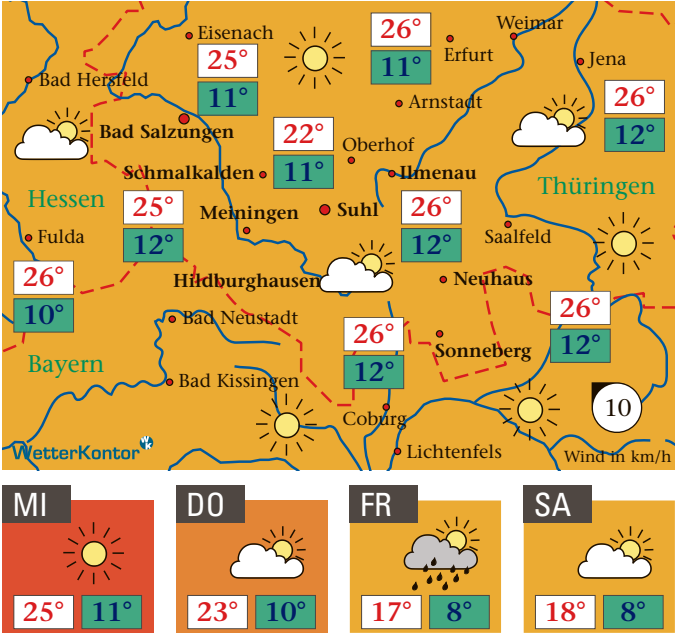 Weimar
Eisenach
26°
Erfurt
25°
11°
Jena
Bad Hersfeld
11°
Arnstadt
26°
Bad Salzungen
22°
12°
Oberhof
Schmalkalden
11°
Ilmenau
Hessen
Thüringen
25°
Meiningen
Suhl
26°
Fulda
12°
12°
Saalfeld
26°
Hildburghausen
Neuhaus
10°
26°
Bad Neustadt
26°
Sonneberg
12°
Bayern
12°
Bad Kissingen
10
Coburg
WetterKontor wk
Lichtenfels
Wind in km/h
MI
DO
FR
SA
25° 11°
23° 10°
17° 8°
18° 8°